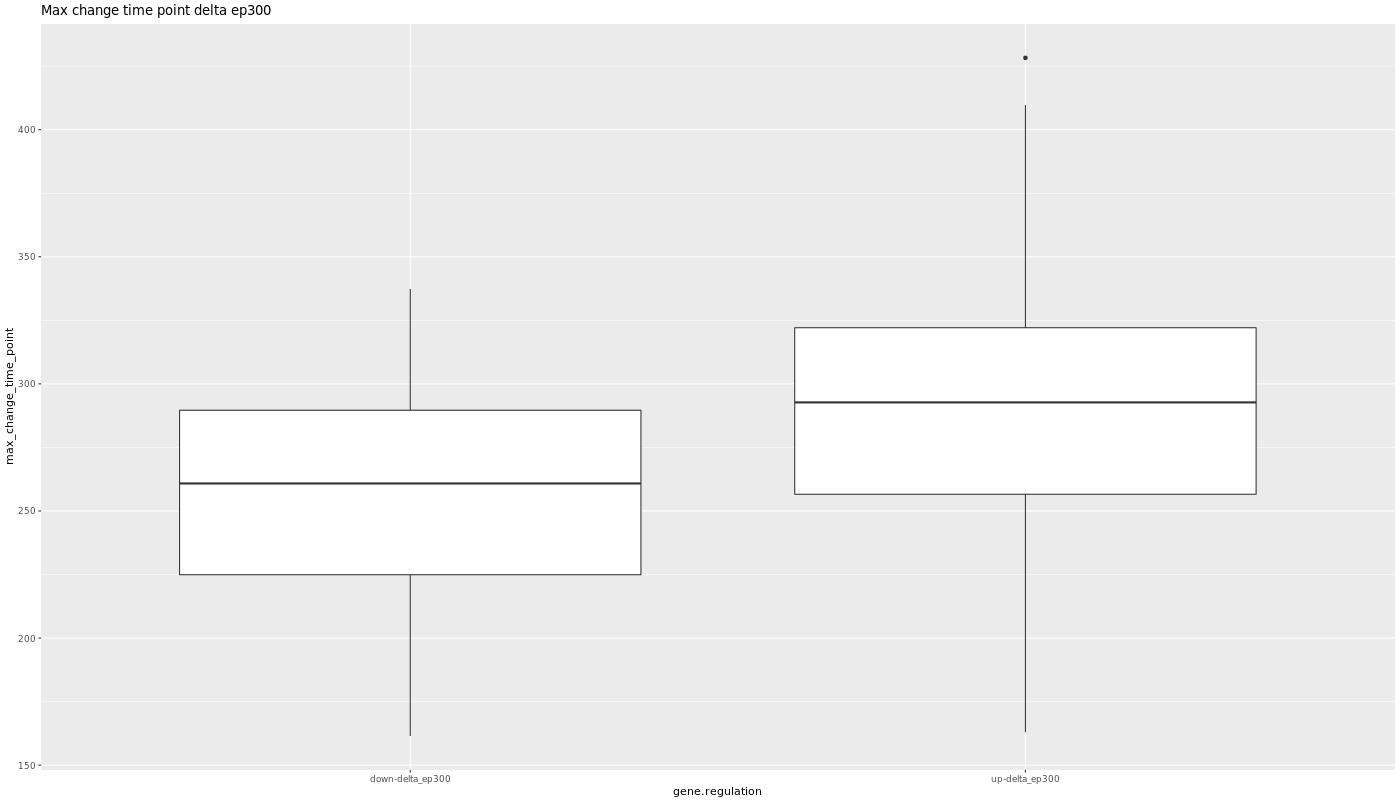 Max change time point delta ep300
max_change_time_point
400
350
300
250
200
150
down-delta_ep300
up-delta_ep300
gene.regulation